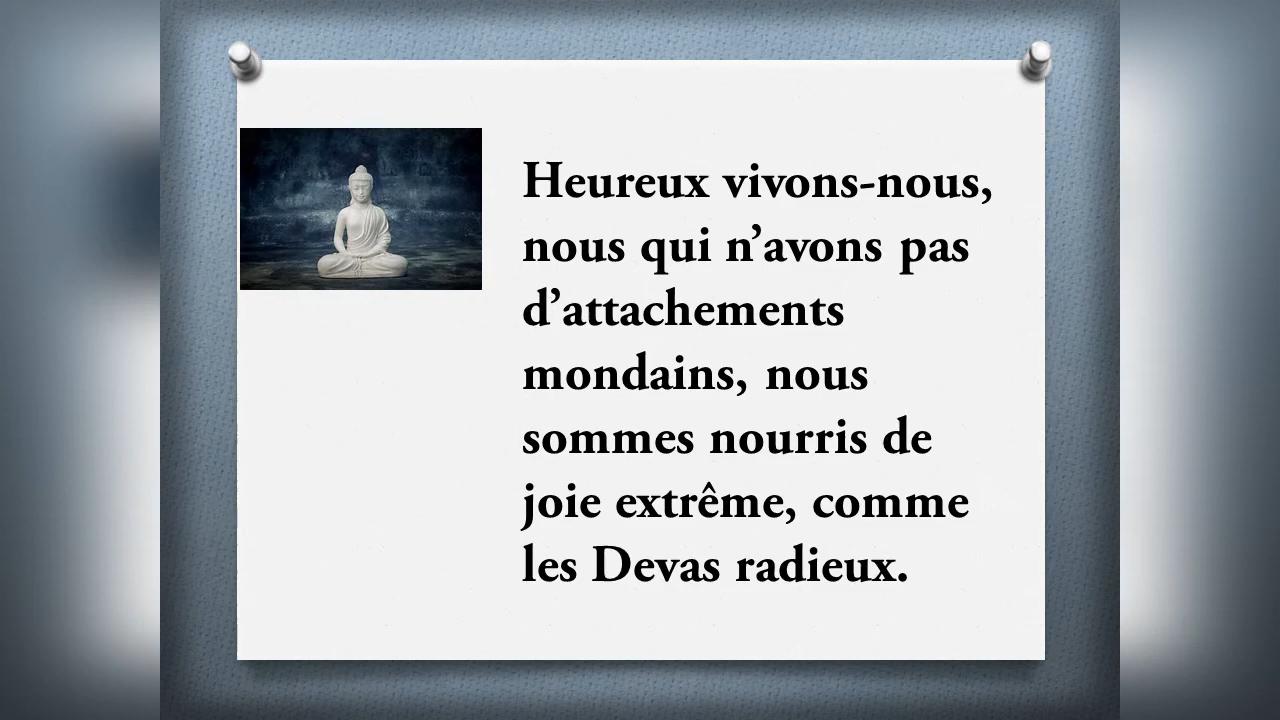 Heureux vivons-nous,
nous qui n’avons pas
d’attachements
mondains, nous
sommes nourris de
joie extrême, comme
les Devas radieux.